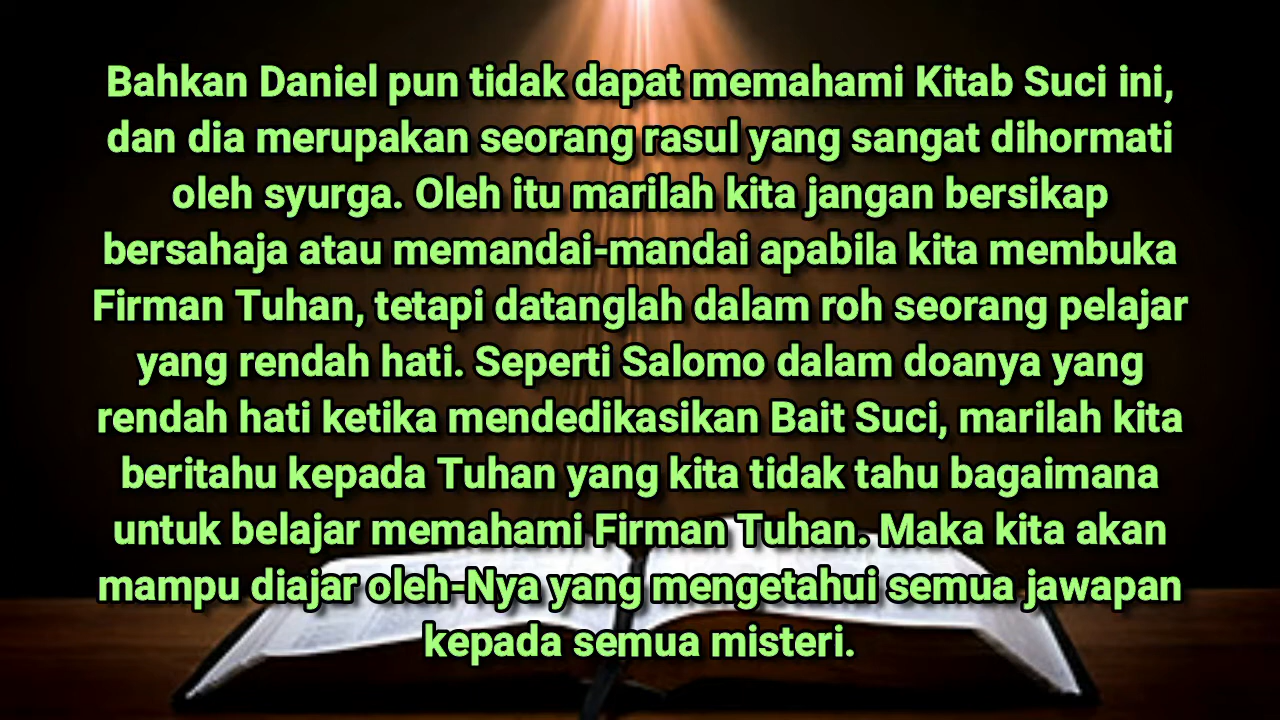 Bahkan Daniel pun tidak dapat memahami Kitab Suci ini,
dan dia merupakan seorang rasul yang sangat dihormati
oleh syurga. Oleh itu marilah kita jangan bersikap
bersahaja atau memandai-mandai apabila kita membuka
Firman Tuhan, tetapi datanglah dalam roh seorang pelajar
yang rendah hati. Seperti Salomo dalam doanya yang
rendah hati ketika mendedikasikan Bait Suci, marilah kita
beritahu kepada Tuhan yang kita tidak tahu bagaimana
untuk belajar memahami Firman Tuhan. Maka kita akan
mampu diajar oleh-Nya yang mengetahui semua jawapan
kepada semua misteri.